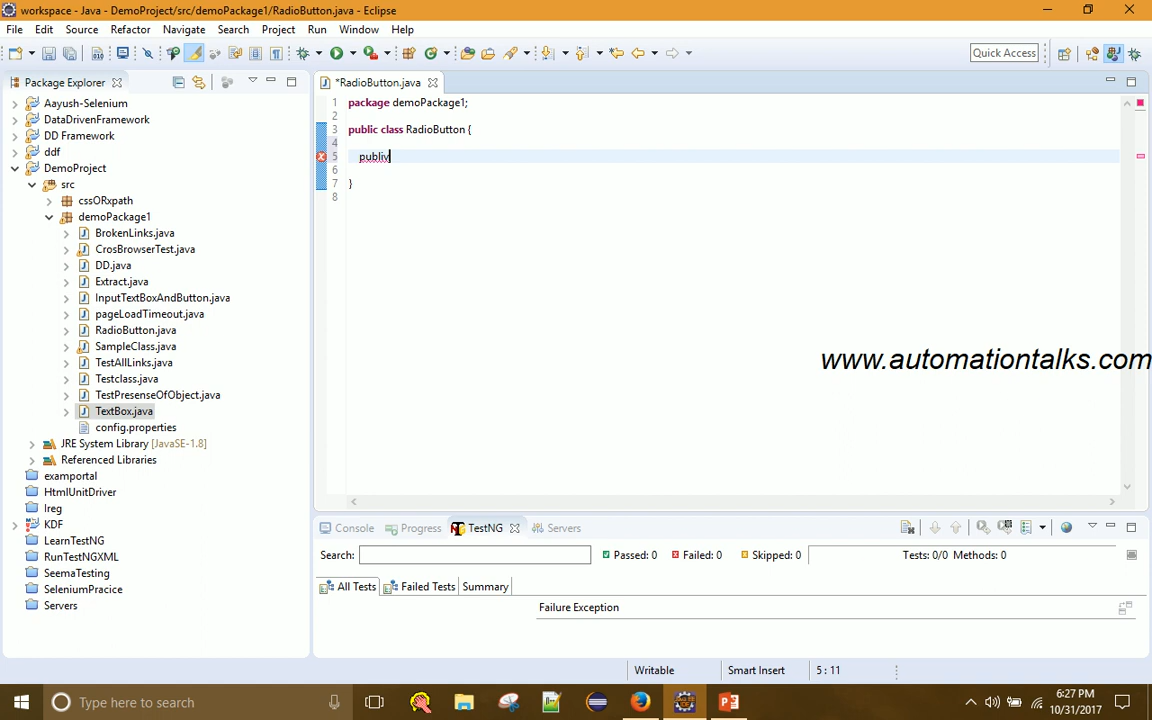 workspace - Java - DemoProject/src/demoPackage1/RadioButton.java - Eclipse
File Edit Source Refactor Navigate Search Project Run Window Help
Quick Access
Package Explorer
*RadioButton.java
Aayush-Selenium
DataDrivenFramework
DD Framework
ddf
DemoProject
src
cssORxpath
demoPackage1
BrokenLinks.java
CrosBrowserTest.java
DD.java
Extract.java
InputTextBoxAndButton.java
pageLoadTimeout.java
RadioButton.java
SampleClass.java
TestAllLinks.java
Testclass.java
TestPresenseOfObject.java
TextBox.java
config.properties
JRE System Library [JavaSE-1.8]
Referenced Libraries
examportal
HtmlUnitDriver
Ireg
KDF
LearnTestNG
RunTestNGXML
SeemaTesting
SeleniumPracice
Servers
1 package demoPackage1;
2
3 public class RadioButton {
4
5 publiv
6
7 }
8
www.automationtalks.com
Console Progress TestNG Servers
Search: Passed: 0 Failed: 0 Skipped: 0 Tests: 0/0 Methods: 0
All Tests Failed Tests Summary
Failure Exception
Writable Smart Insert 5 : 11
Type here to search
6:27 PM
10/31/2017